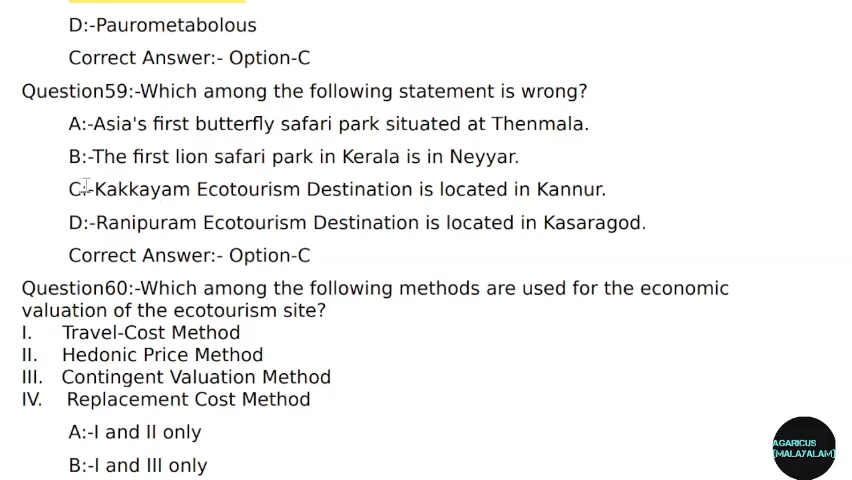 D:-Paurometabolous
Correct Answer:- Option-C
Question59:-Which among the following statement is wrong?
A:-Asia's first butterfly safari park situated at Thenmala.
B:-The first lion safari park in Kerala is in Neyyar.
C:-Kakkayam Ecotourism Destination is located in Kannur.
D:-Ranipuram Ecotourism Destination is located in Kasaragod.
Correct Answer:- Option-C
Question60:-Which among the following methods are used for the economic
valuation of the ecotourism site?
I. Travel-Cost Method
II. Hedonic Price Method
III. Contingent Valuation Method
IV. Replacement Cost Method
A:-I and II only
B:-I and III only
AGARICUS
(MALAYALAM)